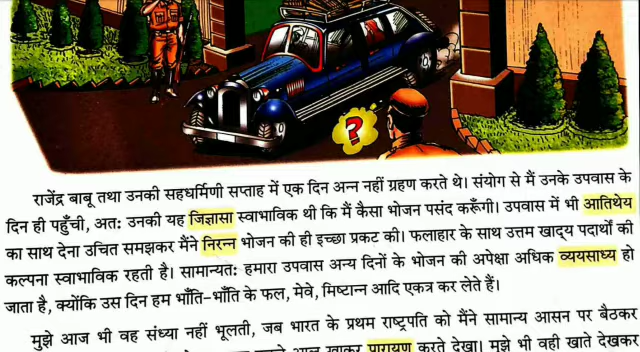 ?
राजेंद्र बाबू तथा उनकी सहधर्मिणी सप्ताह में एक दिन अन्न नहीं ग्रहण करते थे। संयोग से मैं उनके उपवास के
दिन ही पहुँची, अत: उनकी यह जिज्ञासा स्वाभाविक थी कि मैं कैसा भोजन पसंद करूँगी। उपवास में भी आतिथेय
का साथ देना उचित समझकर मैंने निरन्न भोजन की ही इच्छा प्रकट की। फलाहार के साथ उत्तम खाद्य पदार्थों की
कल्पना स्वाभाविक रहती है। सामान्यत: हमारा उपवास अन्य दिनों के भोजन की अपेक्षा अधिक व्ययसाध्य हो
जाता है, क्योंकि उस दिन हम भाँति-भाँति के फल, मेवे, मिष्टान्न आदि एकत्र कर लेते हैं।
मुझे आज भी वह संध्या नहीं भूलती, जब भारत के प्रथम राष्ट्रपति को मैंने सामान्य आसन पर बैठकर
खाकर पारायण करते देखा। मुझे भी वही खाते देखकर